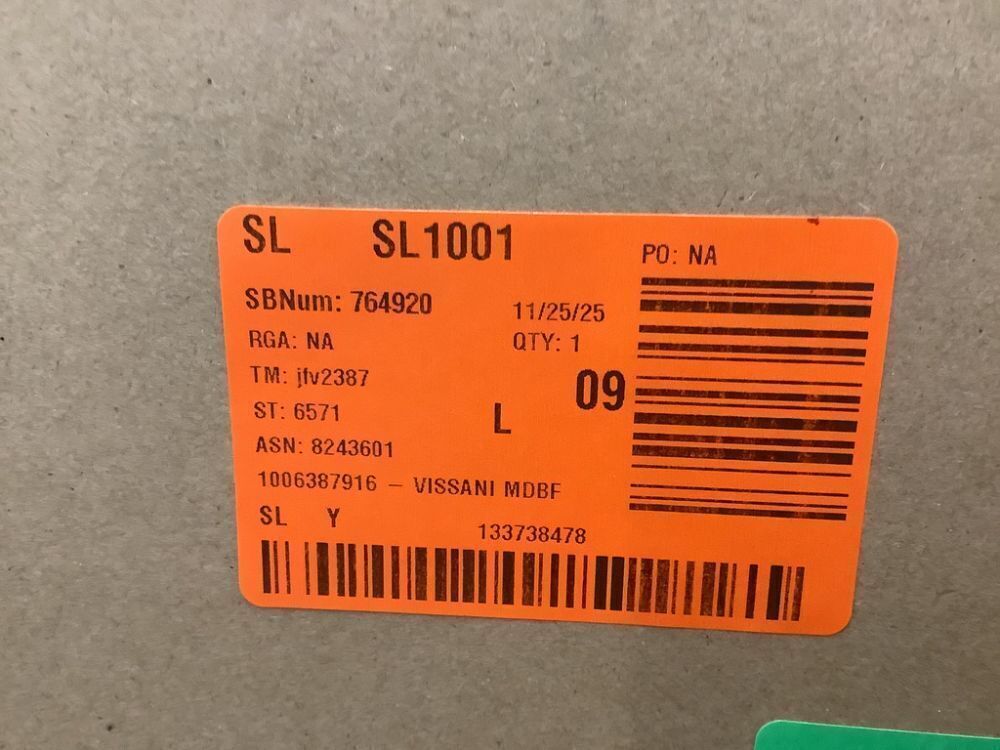 SL SL1001
PO: NA
SBNum: 764920 11/25/25
RGA: NA QTY: 1
TM: jfv2387 09
ST: 6571 L
ASN: 8243601
1006387916 – VISSANI MDBF
SL Y 133738478